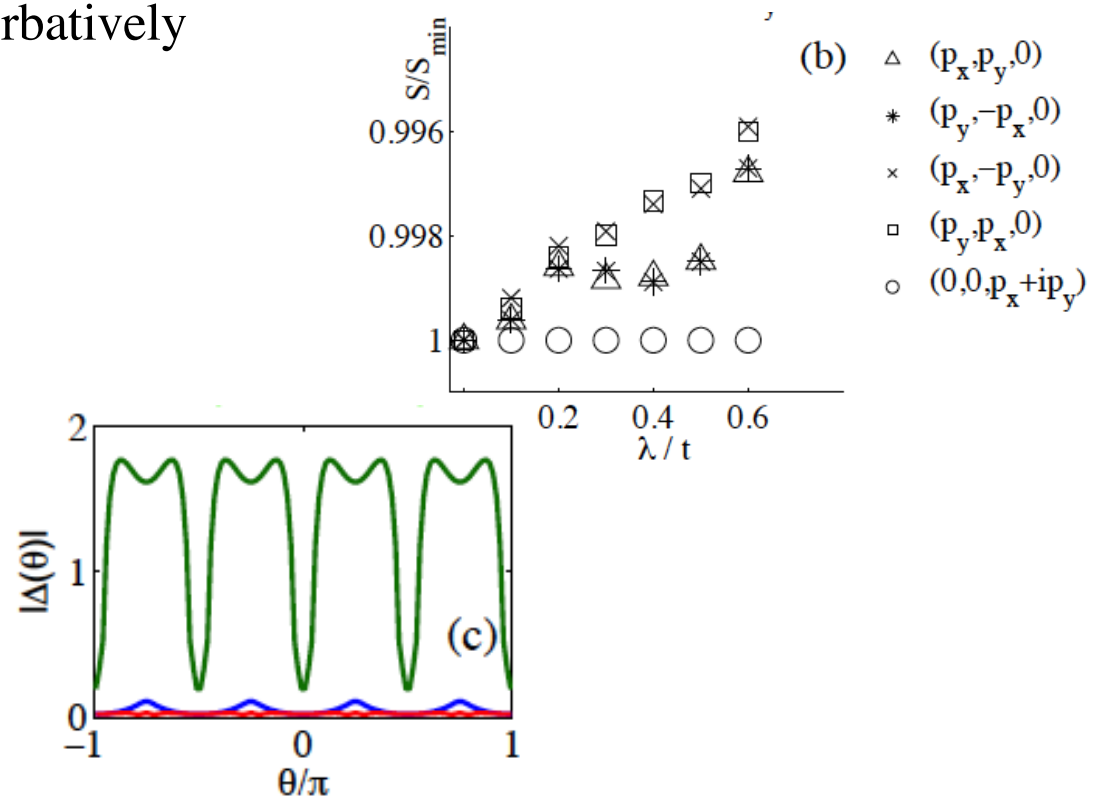 rbatively
S/S_min
(b)
0.996
0.998
1
0.2 0.4 0.6
λ / t
(p_x,p_y,0)
(p_y,−p_x,0)
(p_x,−p_y,0)
(p_y,p_x,0)
(0,0,p_x+ip_y)
2
1
0
|Δ(θ)|
(c)
−1 0 1
θ/π